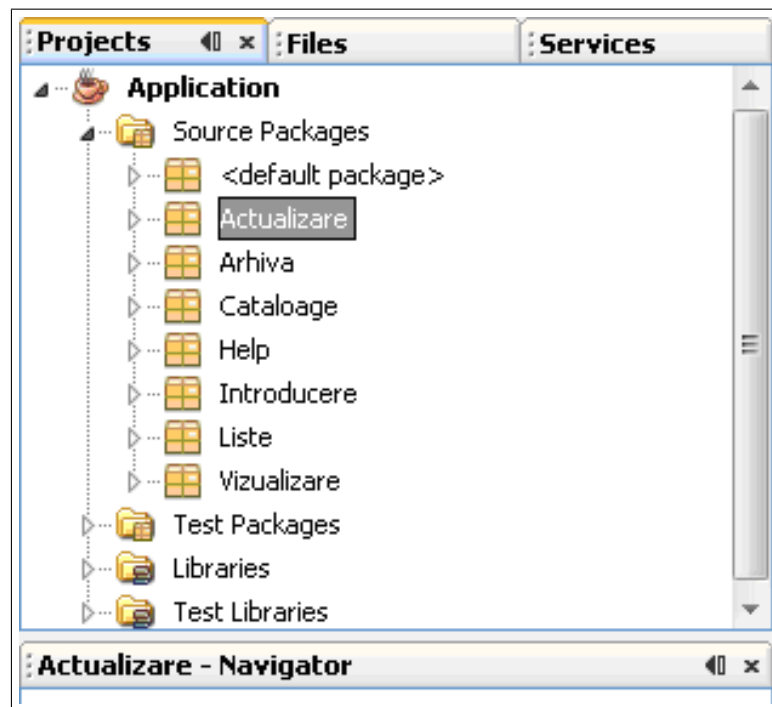 Projects Files Services
Application
Source Packages
<default package>
Actualizare
Arhiva
Cataloage
Help
Introducere
Liste
Vizualizare
Test Packages
Libraries
Test Libraries
Actualizare - Navigator